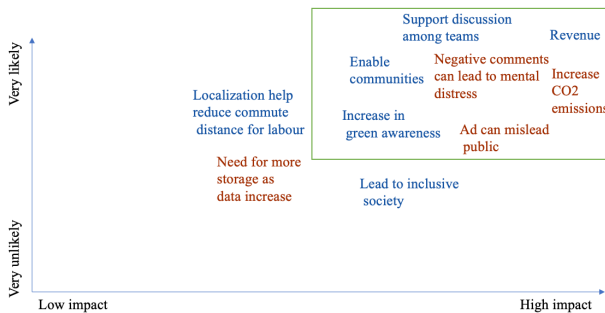 Support discussion
among teams
Revenue
Very likely
Enable
communities
Negative comments
can lead to mental
distress
Increase
CO2
emissions
Localization help
reduce commute
distance for labour
Increase in
green awareness
Ad can mislead
public
Need for more
storage as
data increase
Lead to inclusive
society
Very unlikely
Low impact
High impact